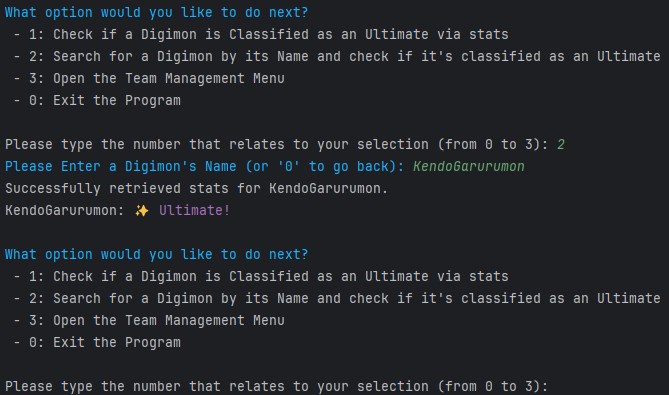 What option would you like to do next?
 - 1: Check if a Digimon is Classified as an Ultimate via stats
 - 2: Search for a Digimon by its Name and check if it's classified as an Ultimate
 - 3: Open the Team Management Menu
 - 0: Exit the Program

Please type the number that relates to your selection (from 0 to 3): 2
Please Enter a Digimon's Name (or '0' to go back): KendoGarurumon
Successfully retrieved stats for KendoGarurumon.
KendoGarurumon: ✨ Ultimate!

What option would you like to do next?
 - 1: Check if a Digimon is Classified as an Ultimate via stats
 - 2: Search for a Digimon by its Name and check if it's classified as an Ultimate
 - 3: Open the Team Management Menu
 - 0: Exit the Program

Please type the number that relates to your selection (from 0 to 3):